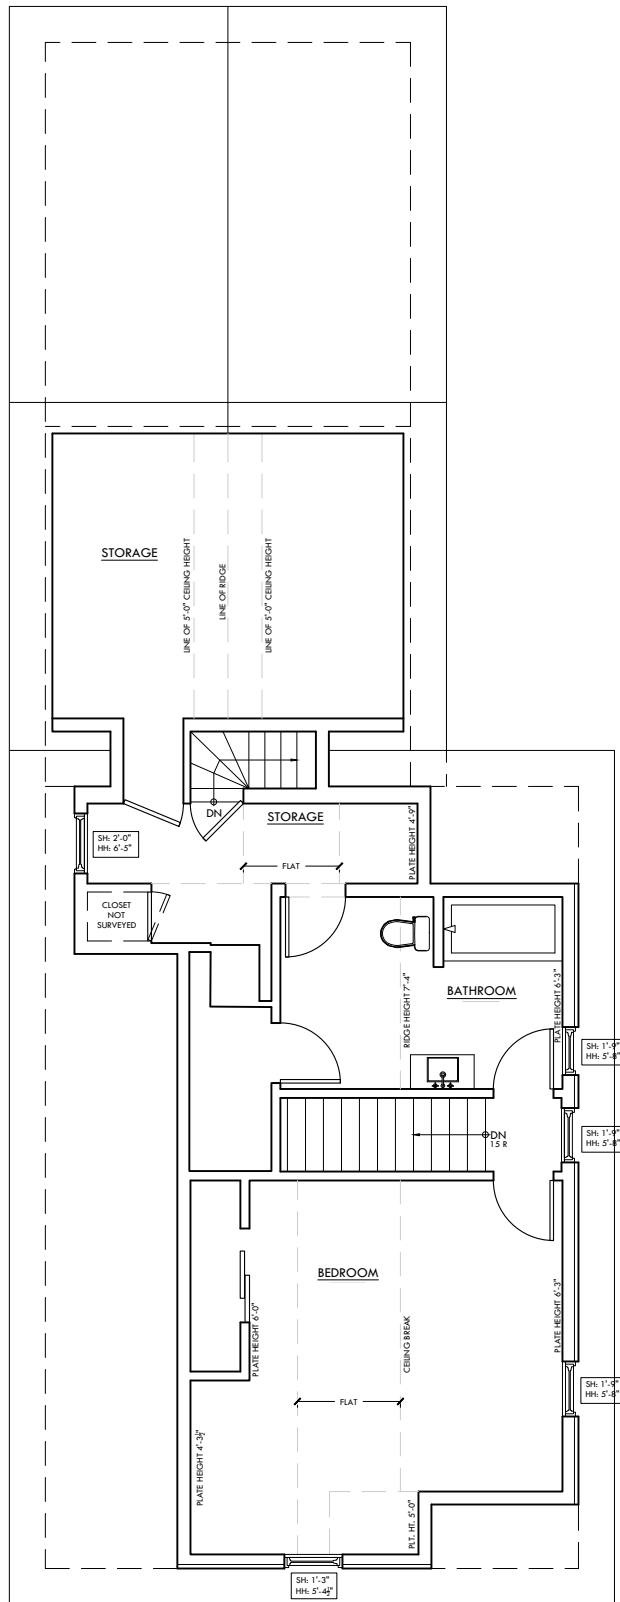 STORAGE
LINE OF 5'-0" CEILING HEIGHT
LINE OF RIDGE
LINE OF 5'-0" CEILING HEIGHT
DN
STORAGE
SH: 2'-0"
HH: 6'-5"
PLATE HEIGHT 4'-9"
FLAT
CLOSET
NOT
SURVEYED
RIDGE HEIGHT 7'-4"
BATHROOM
PLATE HEIGHT 6'-3"
SH: 1'-9"
HH: 5'-8"
DN
15 R
SH: 1'-9"
HH: 5'-8"
BEDROOM
PLATE HEIGHT 6'-0"
CEILING BREAK
PLATE HEIGHT 6'-3"
SH: 1'-9"
HH: 5'-8"
FLAT
PLATE HEIGHT 4'-3½"
PLT. HT. 5'-0"
SH: 1'-3"
HH: 5'-4½"